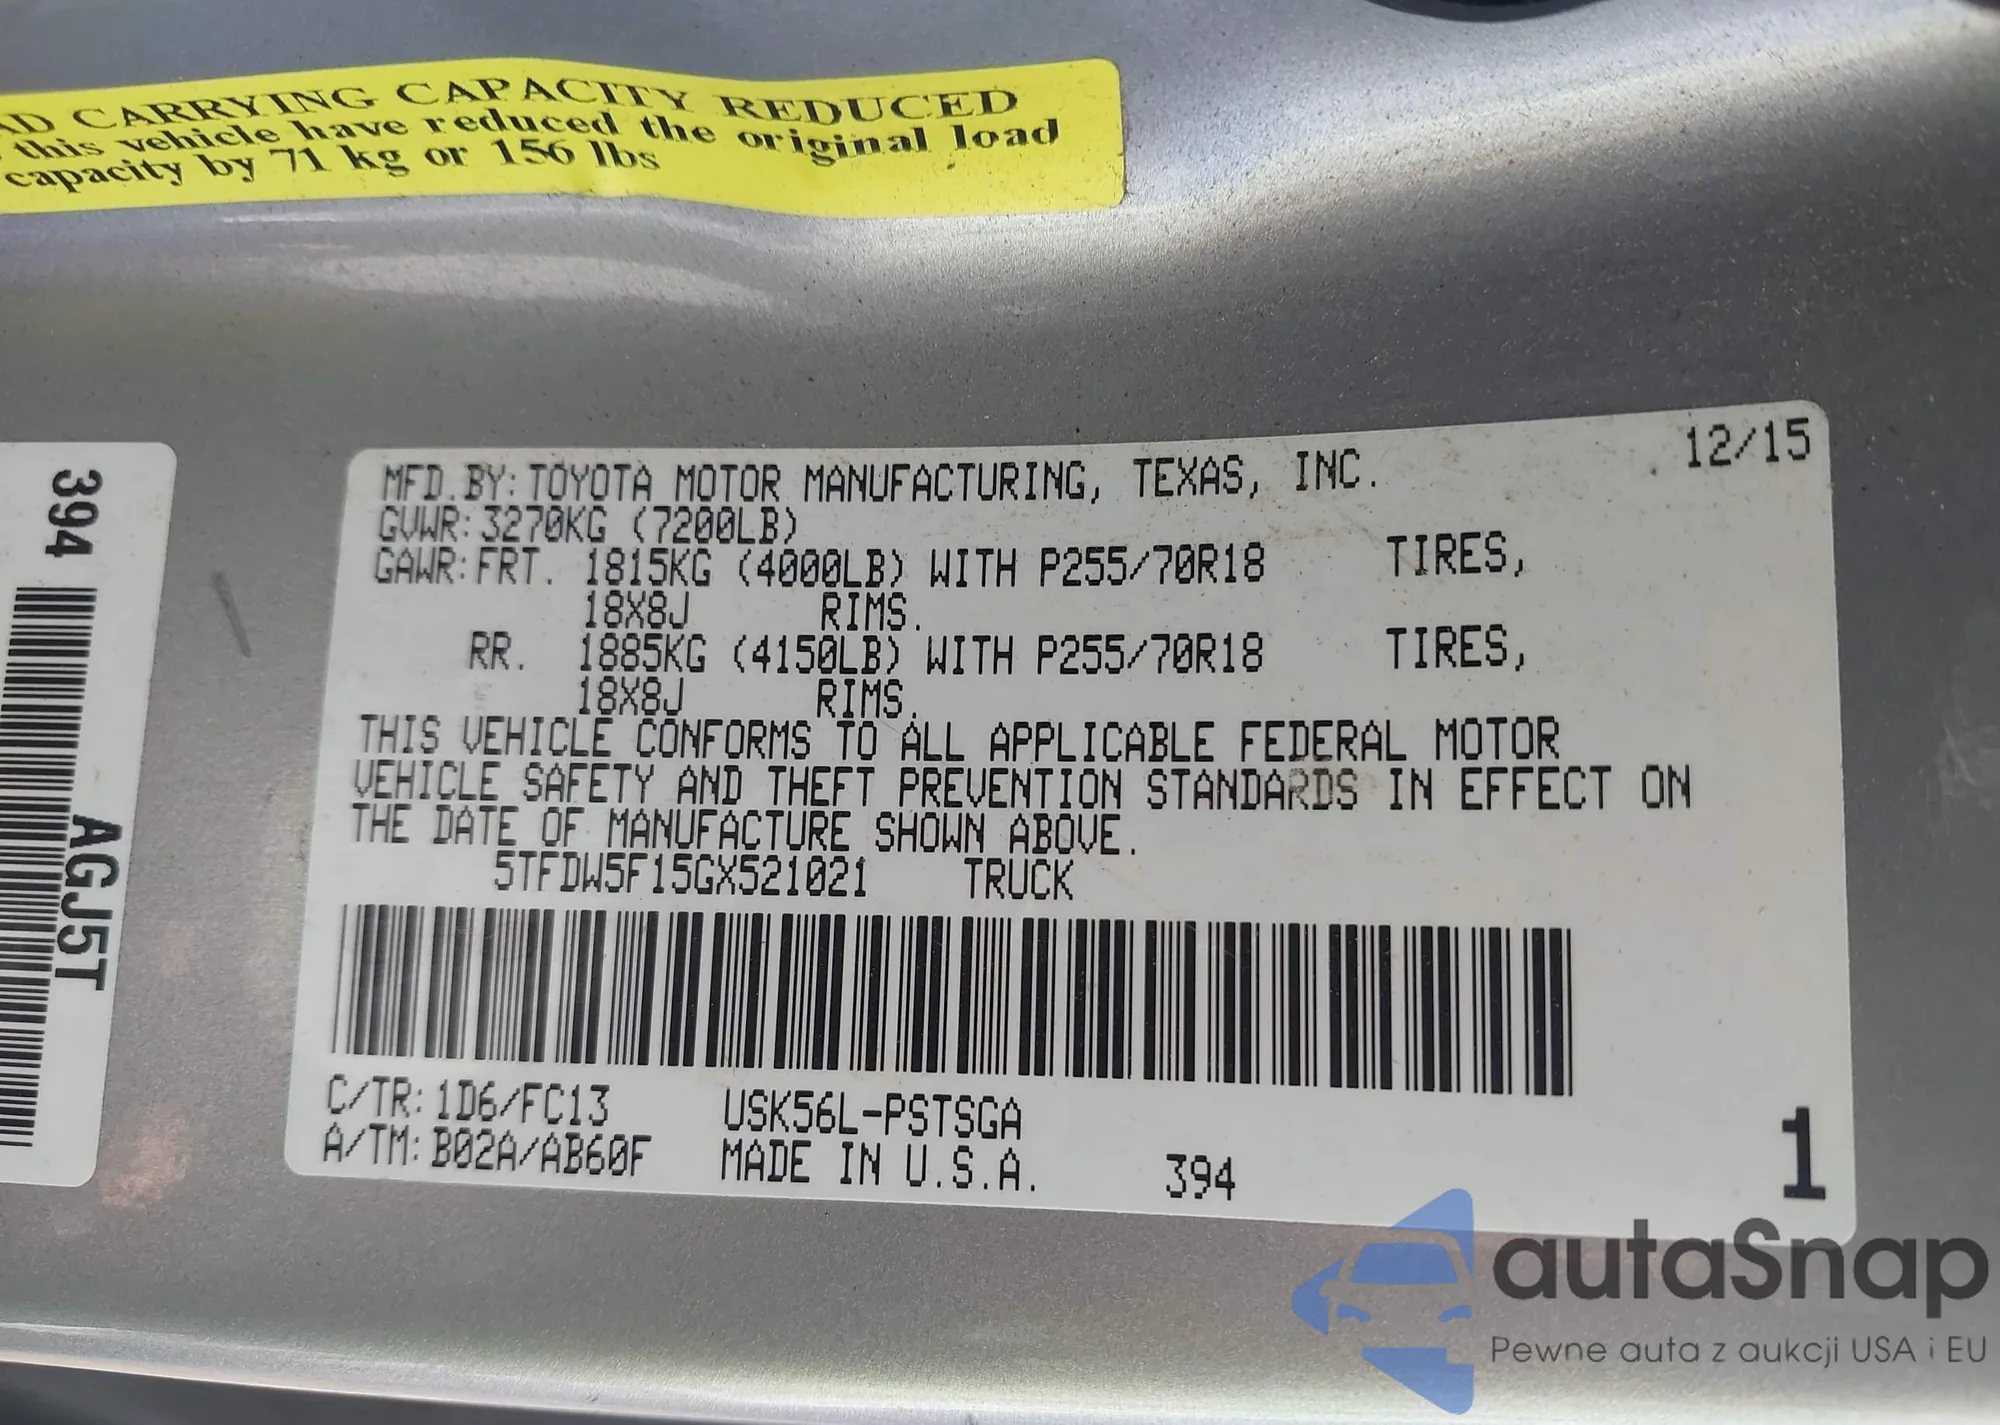 AD CARRYING CAPACITY REDUCED
this vehicle have reduced the original load
capacity by 71 kg or 156 lbs
394 AGJ5T
12/15
MFD.BY: TOYOTA MOTOR MANUFACTURING, TEXAS, INC.
GVWR: 3270KG (7200LB)
GAWR: FRT. 1815KG (4000LB) WITH P255/70R18 TIRES,
18X8J RIMS.
RR. 1885KG (4150LB) WITH P255/70R18 TIRES,
18X8J RIMS.
THIS VEHICLE CONFORMS TO ALL APPLICABLE FEDERAL MOTOR
VEHICLE SAFETY AND THEFT PREVENTION STANDARDS IN EFFECT ON
THE DATE OF MANUFACTURE SHOWN ABOVE.
5TFDW5F15GX521021 TRUCK
C/TR: 1D6/FC13 USK56L-PSTSGA
A/TM: B02A/AB60F MADE IN U.S.A. 394
1
autaSnap
Pewne auta z aukcji USA i EU